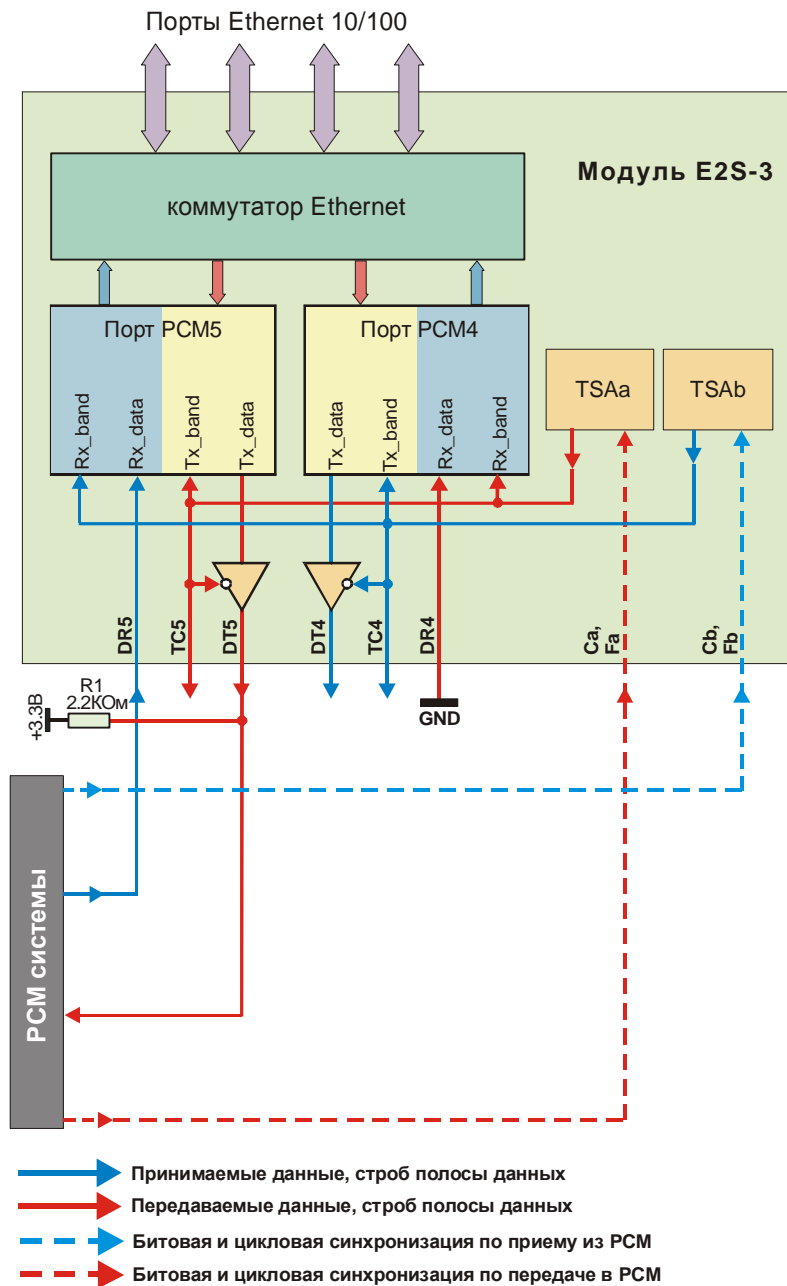 Порты Ethernet 10/100
Модуль E2S-3
коммутатор Ethernet
Порт PCM5
Порт PCM4
TSAa
TSAb
Rx_band
Rx_data
Tx_band
Tx_data
Tx_data
Tx_band
Rx_data
Rx_band
DR5
TC5
DT5
DT4
TC4
DR4
Ca,
Fa
Cb,
Fb
R1
2.2КОм
+3.3В
GND
PCM системы
Принимаемые данные, строб полосы данных
Передаваемые данные, строб полосы данных
Битовая и цикловая синхронизация по приему из PCM
Битовая и цикловая синхронизация по передаче в PCM